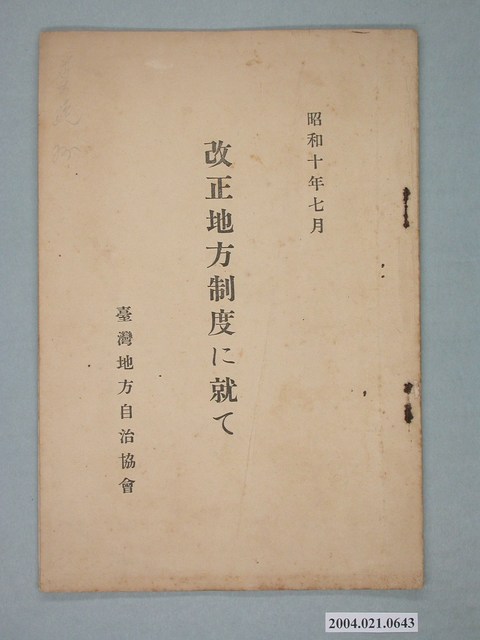 昭和十年七月
改正地方制度に就て
臺灣地方自治協會
2004.021.0643